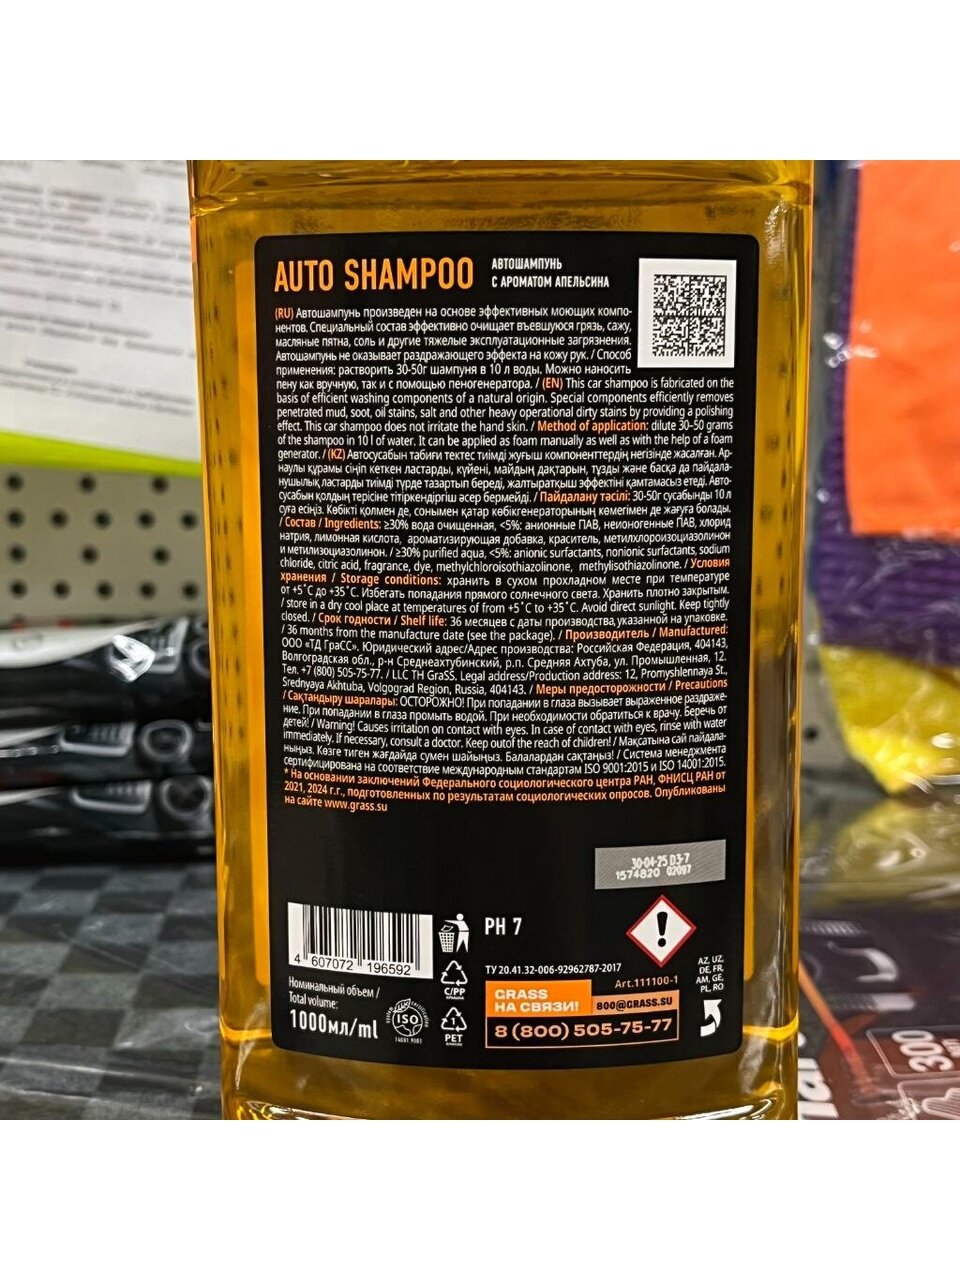 AUTO SHAMPOO
АВТОШАМПУНЬ
С АРОМАТОМ АПЕЛЬСИНА
(RU) Автошампунь произведен на основе эффективных моющих компо-
нентов. Специальный состав эффективно очищает въевшуюся грязь, сажу,
масляные пятна, соль и другие тяжелые эксплуатационные загрязнения.
Автошампунь не оказывает раздражающего эффекта на кожу рук. / Способ
применения: растворить 30-50г шампуня в 10 л воды. Можно наносить
пену как вручную, так и с помощью пеногенератора. / (EN) This car shampoo is fabricated on the
basis of efficient washing components of a natural origin. Special components efficiently removes
penetrated mud, soot, oil stains, salt and other heavy operational dirty stains by providing a polishing
effect. This car shampoo does not irritate the hand skin. / Method of application: dilute 30–50 grams
of the shampoo in 10 l of water. It can be applied as foam manually as well as with the help of a foam
generator. / (KZ) Автосусабын табиғи тектес тиімді жуғыш компоненттердің негізінде жасалған. Ар-
наулы құрамы сіңіп кеткен ластарды, күйені, майдың дақтарын, тұзды және басқа да пайдала-
нушылық ластарды тиімді түрде тазартып береді, жалтыратқыш эффектіні қамтамасыз етеді. Авто-
сусабын қолдың терісіне тітіркендіргіш әсер бермейді. / Пайдалану тәсілі: 30-50г сусабынды 10 л
суға есіңіз. Көбікті қолмен де, сонымен қатар көбікгенераторының көмегімен де жағуға болады.
/ Состав / Ingredients: ≥30% вода очищенная, <5%: анионные ПАВ, неионогенные ПАВ, хлорид
натрия, лимонная кислота, ароматизирующая добавка, краситель, метилхлороизотиазолинон
и метилизотиазолинон. / ≥30% purified aqua, <5%: anionic surfactants, nonionic surfactants, sodium
chloride, citric acid, fragrance, dye, methylchloroisothiazolinone, methylisothiazolinone. / Условия
хранения / Storage conditions: хранить в сухом прохладном месте при температуре
от +5˚С до +35˚С. Избегать попадания прямого солнечного света. Хранить плотно закрытым.
/ store in a dry cool place at temperatures of from +5˚C to +35˚C. Avoid direct sunlight. Keep tightly
closed. / Срок годности / Shelf life: 36 месяцев с даты производства, указанной на упаковке.
/ 36 months from the manufacture date (see the package). / Производитель / Manufactured:
ООО «ТД ГраСС». Юридический адрес/Адрес производства: Российская Федерация, 404143,
Волгоградская обл., р-н Среднеахтубинский, р.п. Средняя Ахтуба, ул. Промышленная, 12.
Тел. +7 (800) 505-75-77. / LLC TH GraSS. Legal address/Production address: 12, Promyshlennaya St.,
Srednyaya Akhtuba, Volgograd Region, Russia, 404143. / Меры предосторожности / Precautions
/ Сақтандыру шаралары: ОСТОРОЖНО! При попадании в глаза вызывает выраженное раздраже-
ние. При попадании в глаза промыть водой. При необходимости обратиться к врачу. Беречь от
детей! / Warning! Causes irritation on contact with eyes. In case of contact with eyes, rinse with water
immediately. If necessary, consult a doctor. Keep outof the reach of children! / Мақсатына сай пайдала-
ныңыз. Көзге тиген жағдайда сумен шайыңыз. Балалардан сақтаңыз! / Система менеджмента
сертифицирована на соответствие международным стандартам ISO 9001:2015 и ISO 14001:2015.
* На основании заключений Федерального социологического центра РАН, ФНИСЦ РАН от
2021, 2024 г.г., подготовленных по результатам социологических опросов. Опубликованы
на сайте www.grass.su
30-04-25 D3-7
1574820 02097
PH 7
4 607072 196592
ТУ 20.41.32-006-92962787-2017
Art.111100-1
AZ, UZ,
DE, FR,
AM, GE,
PL, RO
Номинальный объем /
Total volume:
1000мл/ml
ISO
14001 9001
C/PP
PET
GRASS
НА СВЯЗИ!
800@GRASS.SU
8 (800) 505-75-77
300